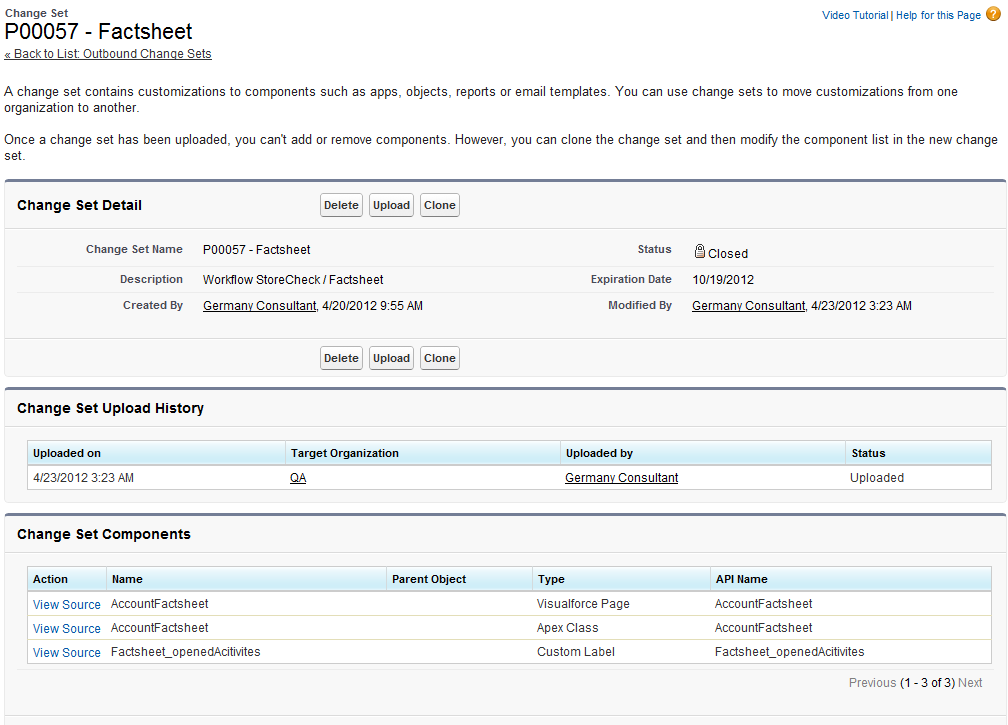 Change Set
Video Tutorial | Help for this Page ?
P00057 - Factsheet
« Back to List: Outbound Change Sets
A change set contains customizations to components such as apps, objects, reports or email templates. You can use change sets to move customizations from one
organization to another.
Once a change set has been uploaded, you can't add or remove components. However, you can clone the change set and then modify the component list in the new change
set.
Change Set Detail Delete Upload Clone
Change Set Name P00057 - Factsheet Status Closed
Description Workflow StoreCheck / Factsheet Expiration Date 10/19/2012
Created By Germany Consultant, 4/20/2012 9:55 AM Modified By Germany Consultant, 4/23/2012 3:23 AM
Delete Upload Clone
Change Set Upload History
Uploaded on Target Organization Uploaded by Status
4/23/2012 3:23 AM QA Germany Consultant Uploaded
Change Set Components
Action Name Parent Object Type API Name
View Source AccountFactsheet Visualforce Page AccountFactsheet
View Source AccountFactsheet Apex Class AccountFactsheet
View Source Factsheet_openedAcitivites Custom Label Factsheet_openedAcitivites
Previous (1 - 3 of 3) Next